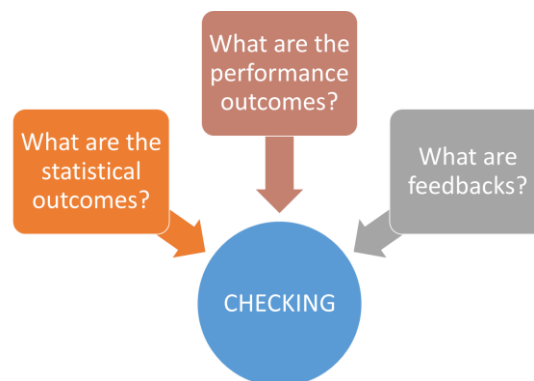 What are the
performance
outcomes?
What are the
statistical
outcomes?
What are
feedbacks?
CHECKING